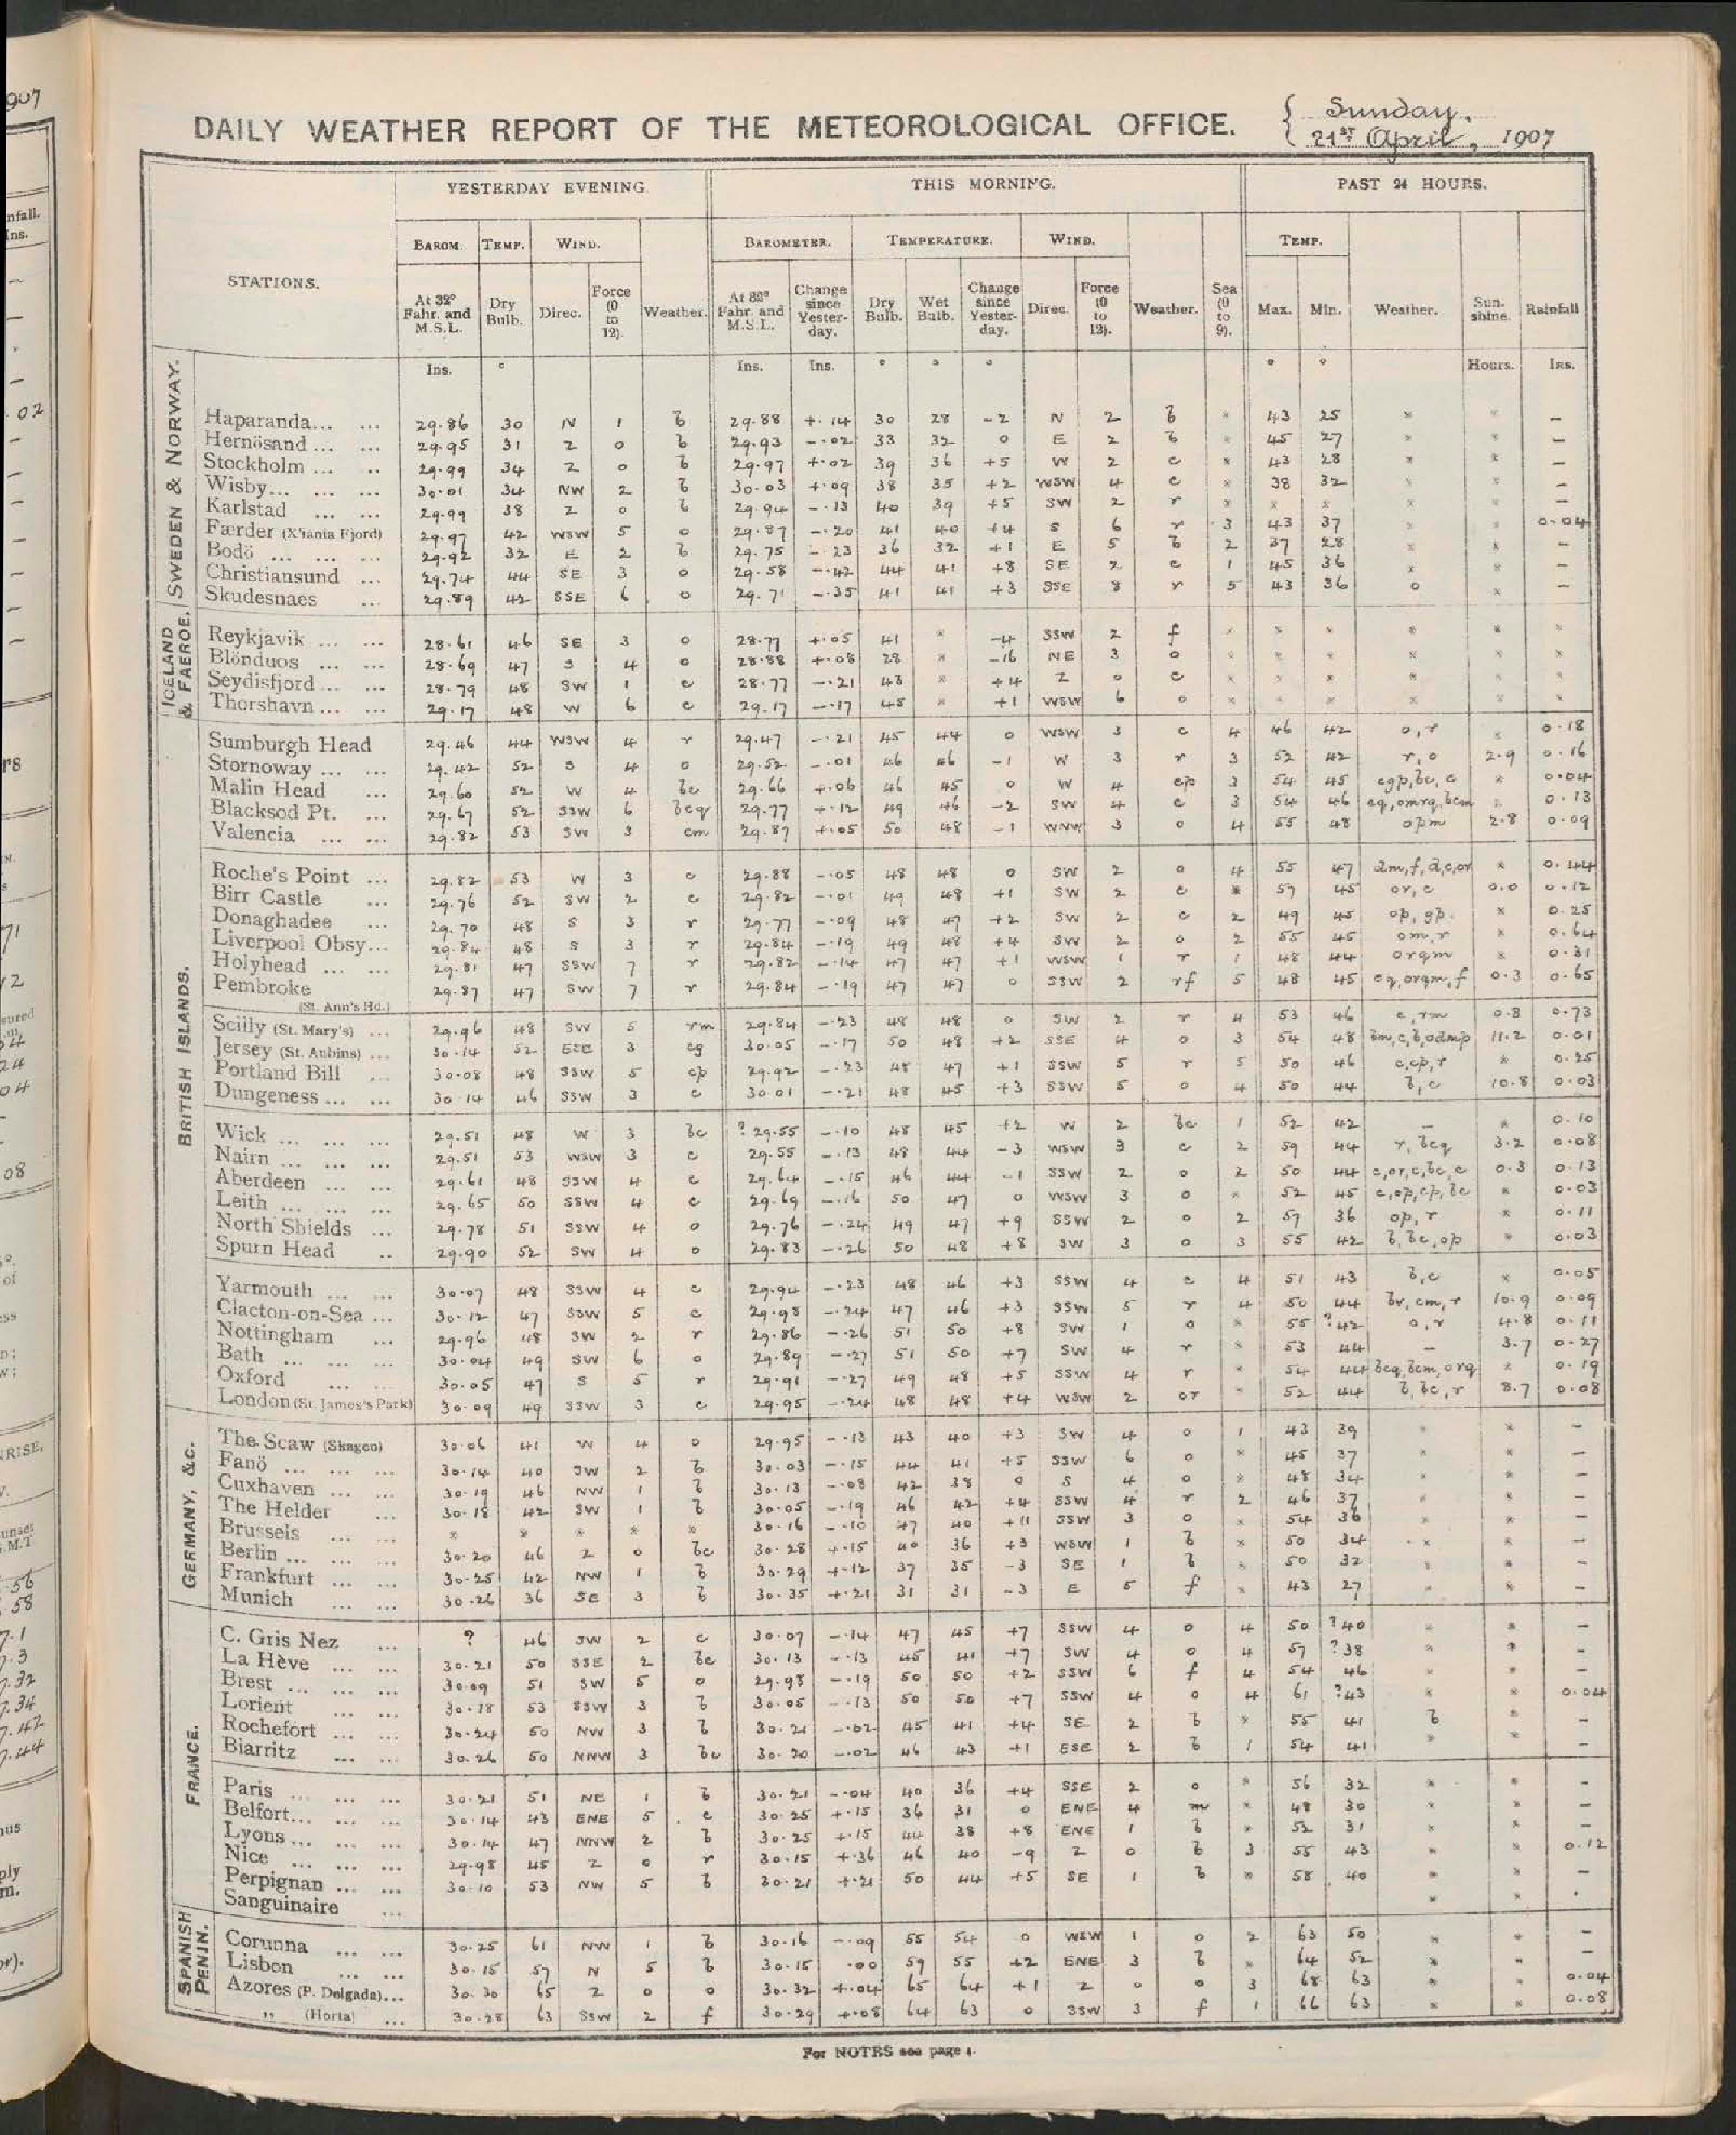 DAILY WEATHER REPORT OF THE METEOROLOGICAL OFFICE. { Sunday, 21st April, 1907
YESTERDAY EVENING. THIS MORNING. PAST 24 HOURS.
BAROM. TEMP. WIND. BAROMETER. TEMPERATURE. WIND. TEMP.
STATIONS. At 32° Fahr. and M.S.L. Dry Bulb. Direc. Force (0 to 12). Weather. At 32° Fahr. and M.S.L. Change since Yesterday. Dry Bulb. Wet Bulb. Change since Yesterday. Direc. Force (0 to 12). Weather. Sea (0 to 9). Max. Min. Weather. Sunshine. Rainfall
Ins. ° Ins. Ins. ° ° ° ° ° Hours. Ins.
SWEDEN & NORWAY.
Haparanda... ... 29.86 30 N 1 b 29.88 +.14 30 28 -2 N 2 b * 43 25 * * -
Hernösand ... ... 29.95 31 Z 0 b 29.93 -.02 33 32 0 E 2 b * 45 27 * * -
Stockholm ... .. 29.99 34 Z 0 b 29.97 +.02 39 36 +5 W 2 c * 43 28 * * -
Wisby... ... ... 30.01 34 NW 2 b 30.03 +.09 38 35 +2 WSW 4 c * 38 32 * * -
Karlstad ... ... 29.99 38 Z 0 b 29.94 -.13 40 39 +5 SW 2 r * * * * * *
Færder (X'iania Fjord) 29.97 42 WSW 5 o 29.87 -.20 41 40 +4 S 6 r 3 43 37 * * 0.04
Bodö ... ... ... 29.92 32 E 2 b 29.75 -.23 36 32 +1 E 5 b 2 37 28 * * -
Christiansund ... 29.74 44 SE 3 o 29.58 -.42 44 41 +8 SE 2 c 1 45 36 * * -
Skudesnaes ... 29.89 42 SSE 6 o 29.71 -.35 41 41 +3 SSE 8 r 5 43 36 o * -
ICELAND & FAEROE.
Reykjavik ... ... 28.61 46 SE 3 o 28.77 +.05 41 * -4 SSW 2 f * * * * * *
Blönduos ... ... 28.69 47 S 4 o 28.88 +.08 28 * -16 NE 3 o * * * * * *
Seydisfjord ... ... 28.79 48 SW 1 c 28.77 -.21 43 * +4 Z 0 c * * * * * *
Thorshavn ... ... 29.17 48 W 6 c 29.17 -.17 45 * +1 WSW 6 o * * * * * *
BRITISH ISLANDS.
Sumburgh Head 29.46 44 WSW 4 r 29.47 -.21 45 44 0 WSW 3 c 4 46 42 o,r * 0.18
Stornoway ... ... 29.42 52 S 4 o 29.52 -.01 46 46 -1 W 3 r 3 52 42 r,o 2.9 0.16
Malin Head ... 29.60 52 W 4 bc 29.66 +.06 46 45 0 W 4 cp 3 54 45 cgp,bc,c * 0.04
Blacksod Pt. ... 29.67 52 SSW 6 bcq 29.77 +.12 49 46 -2 SW 4 c 3 54 46 cq,omrq,bcm * 0.13
Valencia ... ... 29.82 53 SW 3 cm 29.87 +.05 50 48 -1 WNW 3 o 4 55 48 opm 2.8 0.09
Roche's Point ... 29.82 53 W 3 c 29.88 -.05 48 48 0 SW 2 o 4 55 47 dm,f,d,c,or * 0.44
Birr Castle ... 29.76 52 SW 2 c 29.82 -.01 49 48 +1 SW 2 c * 57 45 or,c 0.0 0.12
Donaghadee ... 29.70 48 S 3 r 29.77 -.09 48 47 +2 SW 2 c 2 49 45 op,gp. * 0.25
Liverpool Obsy... 29.84 48 S 3 r 29.84 -.19 49 48 +4 SW 2 o 2 55 45 om,r * 0.64
Holyhead ... ... 29.81 47 SSW 7 r 29.82 -.14 47 47 +1 WSW 1 r 1 48 44 orqm * 0.31
Pembroke 29.87 47 SW 7 r 29.84 -.19 47 47 0 SSW 2 rf 5 48 45 cq,orqm,f 0.3 0.65
(St. Ann's Hd.)
Scilly (St. Mary's) ... 29.96 48 SW 5 rm 29.84 -.23 48 48 0 SW 2 r 4 53 46 c,rm 0.8 0.73
Jersey (St. Aubins) ... 30.14 52 ESE 3 cg 30.05 -.17 50 48 +2 SSE 4 o 3 54 48 bm,c,b,odmp 11.2 0.01
Portland Bill ... 30.08 48 SSW 5 cp 29.92 -.23 48 47 +1 SSW 5 r 5 50 46 c,cp,r * 0.25
Dungeness ... ... 30.14 46 SSW 3 c 30.01 -.21 48 45 +3 SSW 5 o 4 50 44 b,c 10.8 0.03
Wick ... ... ... 29.51 48 W 3 bc ? 29.55 -.10 48 45 +2 W 2 bc 1 52 42 - * 0.10
Nairn ... ... ... 29.51 53 WSW 3 c 29.55 -.13 48 44 -3 WSW 3 c 2 59 44 r,bcq 3.2 0.08
Aberdeen ... ... 29.61 48 SSW 4 c 29.64 -.15 46 44 -1 SSW 2 o 2 50 44 c,or,c,bc,c 0.3 0.13
Leith ... ... ... 29.65 50 SSW 4 c 29.69 -.16 50 47 0 WSW 3 o * 52 45 c,op,cp,bc * 0.03
North Shields ... 29.78 51 SSW 4 o 29.76 -.24 49 47 +9 SSW 2 o 2 57 36 op,r * 0.11
Spurn Head .. 29.90 52 SW 4 o 29.83 -.26 50 48 +8 SW 3 o 3 55 42 b,bc,op * 0.03
Yarmouth ... ... 30.07 48 SSW 4 c 29.94 -.23 48 46 +3 SSW 4 c 4 51 43 b,c * 0.05
Clacton-on-Sea ... 30.12 47 SSW 5 c 29.98 -.24 47 46 +3 SSW 5 r 4 50 44 bv,cm,r 10.9 0.09
Nottingham ... 29.96 48 SW 2 r 29.86 -.26 51 50 +8 SW 1 o * 55 ?42 o,r 4.8 0.11
Bath ... ... ... 30.04 49 SW 6 o 29.89 -.27 51 50 +7 SW 4 r * 53 44 - 3.7 0.27
Oxford ... ... 30.05 47 S 5 r 29.91 -.27 49 48 +5 SSW 4 r * 54 44 bcq,bcm,orq * 0.19
London (St. James's Park) 30.09 49 SSW 3 c 29.95 -.24 48 48 +4 WSW 2 or * 52 44 b,bc,r 8.7 0.08
GERMANY, &c.
The Scaw (Skagen) 30.06 41 W 4 o 29.95 -.13 43 40 +3 SW 4 o 1 43 39 * * -
Fanö ... ... ... 30.14 40 SW 2 b 30.03 -.15 44 41 +5 SSW 6 o * 45 37 * * -
Cuxhaven ... ... 30.19 46 NW 1 b 30.13 -.08 42 38 0 S 4 o * 48 34 * * -
The Helder ... 30.18 42 SW 1 b 30.05 -.19 46 42 +4 SSW 4 r 2 46 37 * * -
Brussels ... ... * * * * * 30.16 -.10 47 40 +11 SSW 3 o * 54 36 * * -
Berlin ... ... ... 30.20 46 Z 0 bc 30.28 +.15 40 36 +3 WSW 1 b * 50 34 * * -
Frankfurt ... ... 30.25 42 NW 1 b 30.29 +.12 37 35 -3 SE 1 b * 50 32 * * -
Munich ... ... 30.26 36 SE 3 b 30.35 +.21 31 31 -3 E 5 f * 43 27 * * -
FRANCE.
C. Gris Nez ... ? 46 SW 2 c 30.07 -.14 47 45 +7 SSW 4 o 4 50 ?40 * * -
La Hève ... ... 30.21 50 SSE 2 bc 30.13 -.13 45 41 +7 SW 4 o 4 57 ?38 * * -
Brest ... ... ... 30.09 51 SW 5 o 29.98 -.19 50 50 +2 SSW 6 f 4 54 46 * * -
Lorient ... ... 30.18 53 SSW 3 b 30.05 -.13 50 50 +7 SSW 4 o 4 61 ?43 * * 0.04
Rochefort ... ... 30.24 50 NW 3 b 30.21 -.02 45 41 +4 SE 2 b * 55 41 b * -
Biarritz ... ... 30.26 50 NNW 3 bc 30.20 -.02 46 43 +1 ESE 2 b 1 54 41 * * -
Paris ... ... ... 30.21 51 NE 1 b 30.21 -.04 40 36 +4 SSE 2 o * 56 32 * * -
Belfort... ... ... 30.14 43 ENE 5 c 30.25 +.15 36 31 0 ENE 4 m * 48 30 * * -
Lyons ... ... ... 30.14 47 NNW 2 b 30.25 +.15 44 38 +8 ENE 1 b * 52 31 * * -
Nice ... ... ... 29.98 45 Z 0 r 30.15 +.36 46 40 -9 Z 0 b 3 55 43 * * 0.12
Perpignan ... ... 30.10 53 NW 5 b 30.21 +.21 50 44 +5 SE 1 b * 58 40 * * -
Sanguinaire ... * *
SPANISH PENIN.
Corunna ... ... 30.25 61 NW 1 b 30.16 -.09 55 54 0 WSW 1 o 2 63 50 * * -
Lisbon ... ... 30.15 57 N 5 b 30.15 .00 59 55 +2 ENE 3 b * 64 52 * * -
Azores (P. Delgada)... 30.30 65 Z 0 o 30.32 +.04 65 64 +1 Z 0 o 3 68 63 * * 0.04
,, (Horta) ... 30.28 63 SSW 2 f 30.29 +.08 64 63 0 SSW 3 f 1 66 63 * * 0.08
For NOTES see page 4.